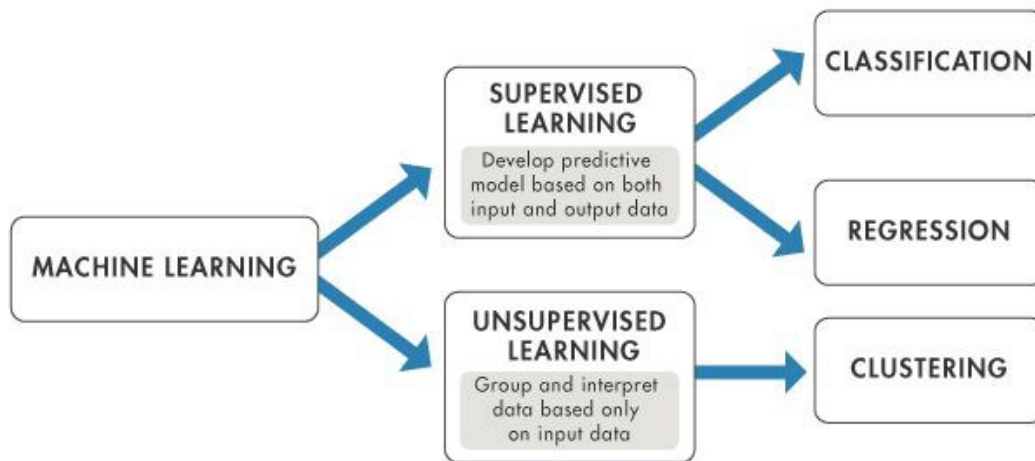 MACHINE LEARNING
SUPERVISED
LEARNING
Develop predictive
model based on both
input and output data
UNSUPERVISED
LEARNING
Group and interpret
data based only
on input data
CLASSIFICATION
REGRESSION
CLUSTERING